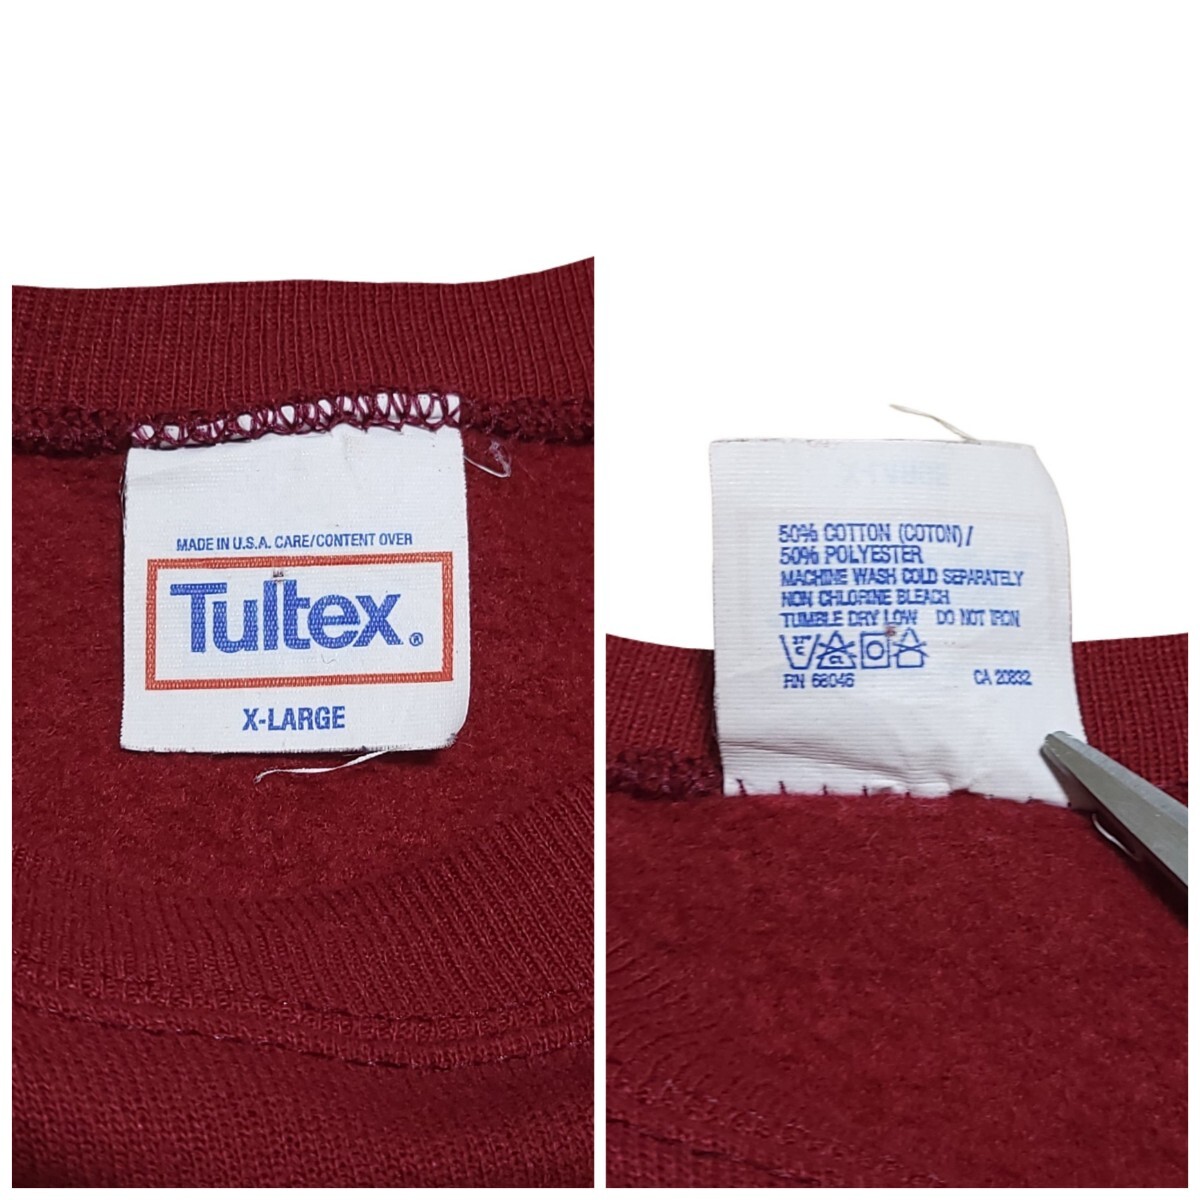 MADE IN U.S.A. CARE/CONTENT OVER
Tultex®
X-LARGE
50% COTTON (COTON)/
50% POLYESTER
MACHINE WASH COLD SEPARATELY
NON CHLORINE BLEACH
TUMBLE DRY LOW DO NOT IRON
CL
RN 68046 CA 20832